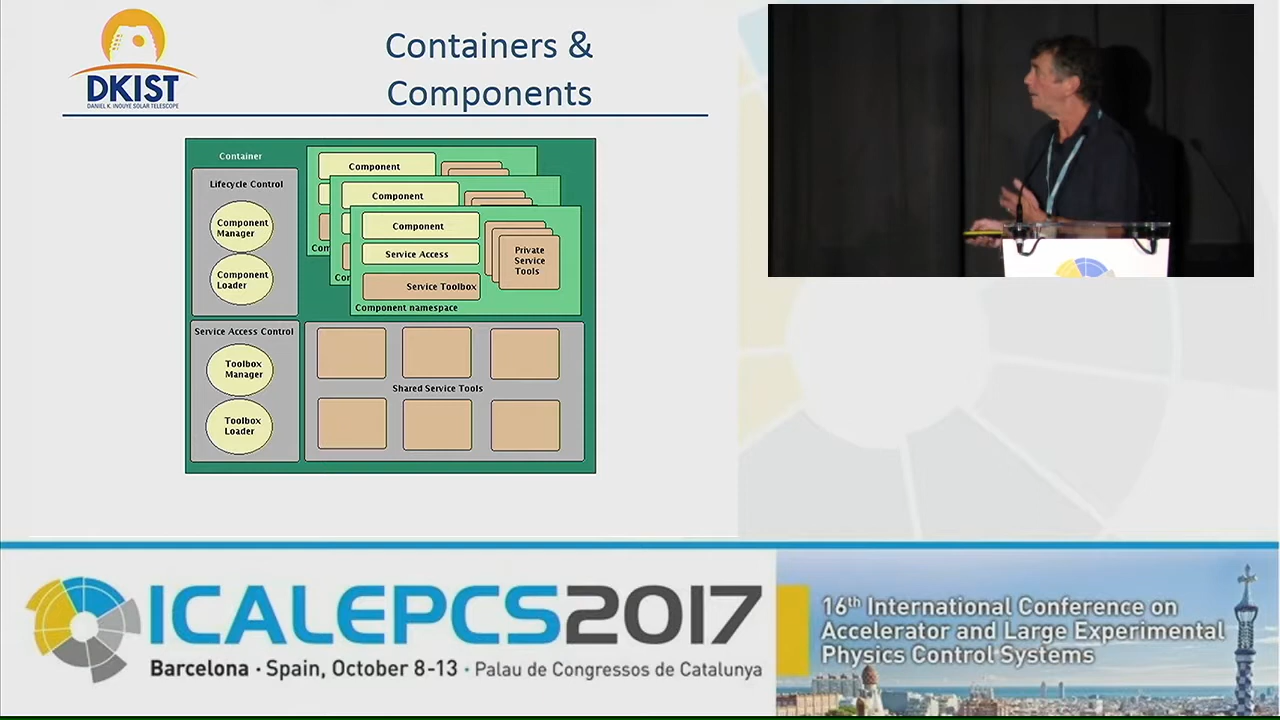 DKIST
DANIEL K. INOUYE SOLAR TELESCOPE
Containers &
Components
Container
Lifecycle Control
Component
Manager
Component
Loader
Component
Component
Component
Service Access
Service Toolbox
Private
Service
Tools
Com
Co
Component namespace
Service Access Control
Toolbox
Manager
Toolbox
Loader
Shared Service Tools
ICALEPCS2017
Barcelona · Spain, October 8-13 · Palau de Congressos de Catalunya
16th International Conference on
Accelerator and Large Experimental
Physics Control Systems